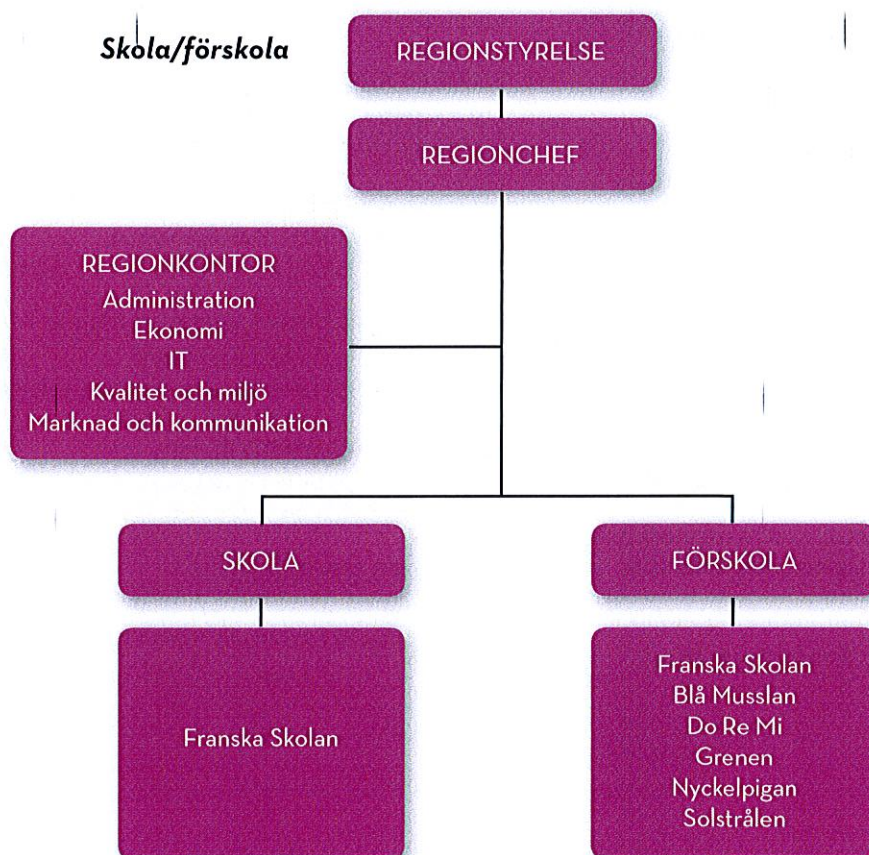 Skola/förskola
REGIONSTYRELSE
REGIONCHEF
REGIONKONTOR
Administration
Ekonomi
IT
Kvalitet och miljö
Marknad och kommunikation
SKOLA
FÖRSKOLA
Franska Skolan
Franska Skolan
Blå Musslan
Do Re Mi
Grenen
Nyckelpigan
Solstrålen